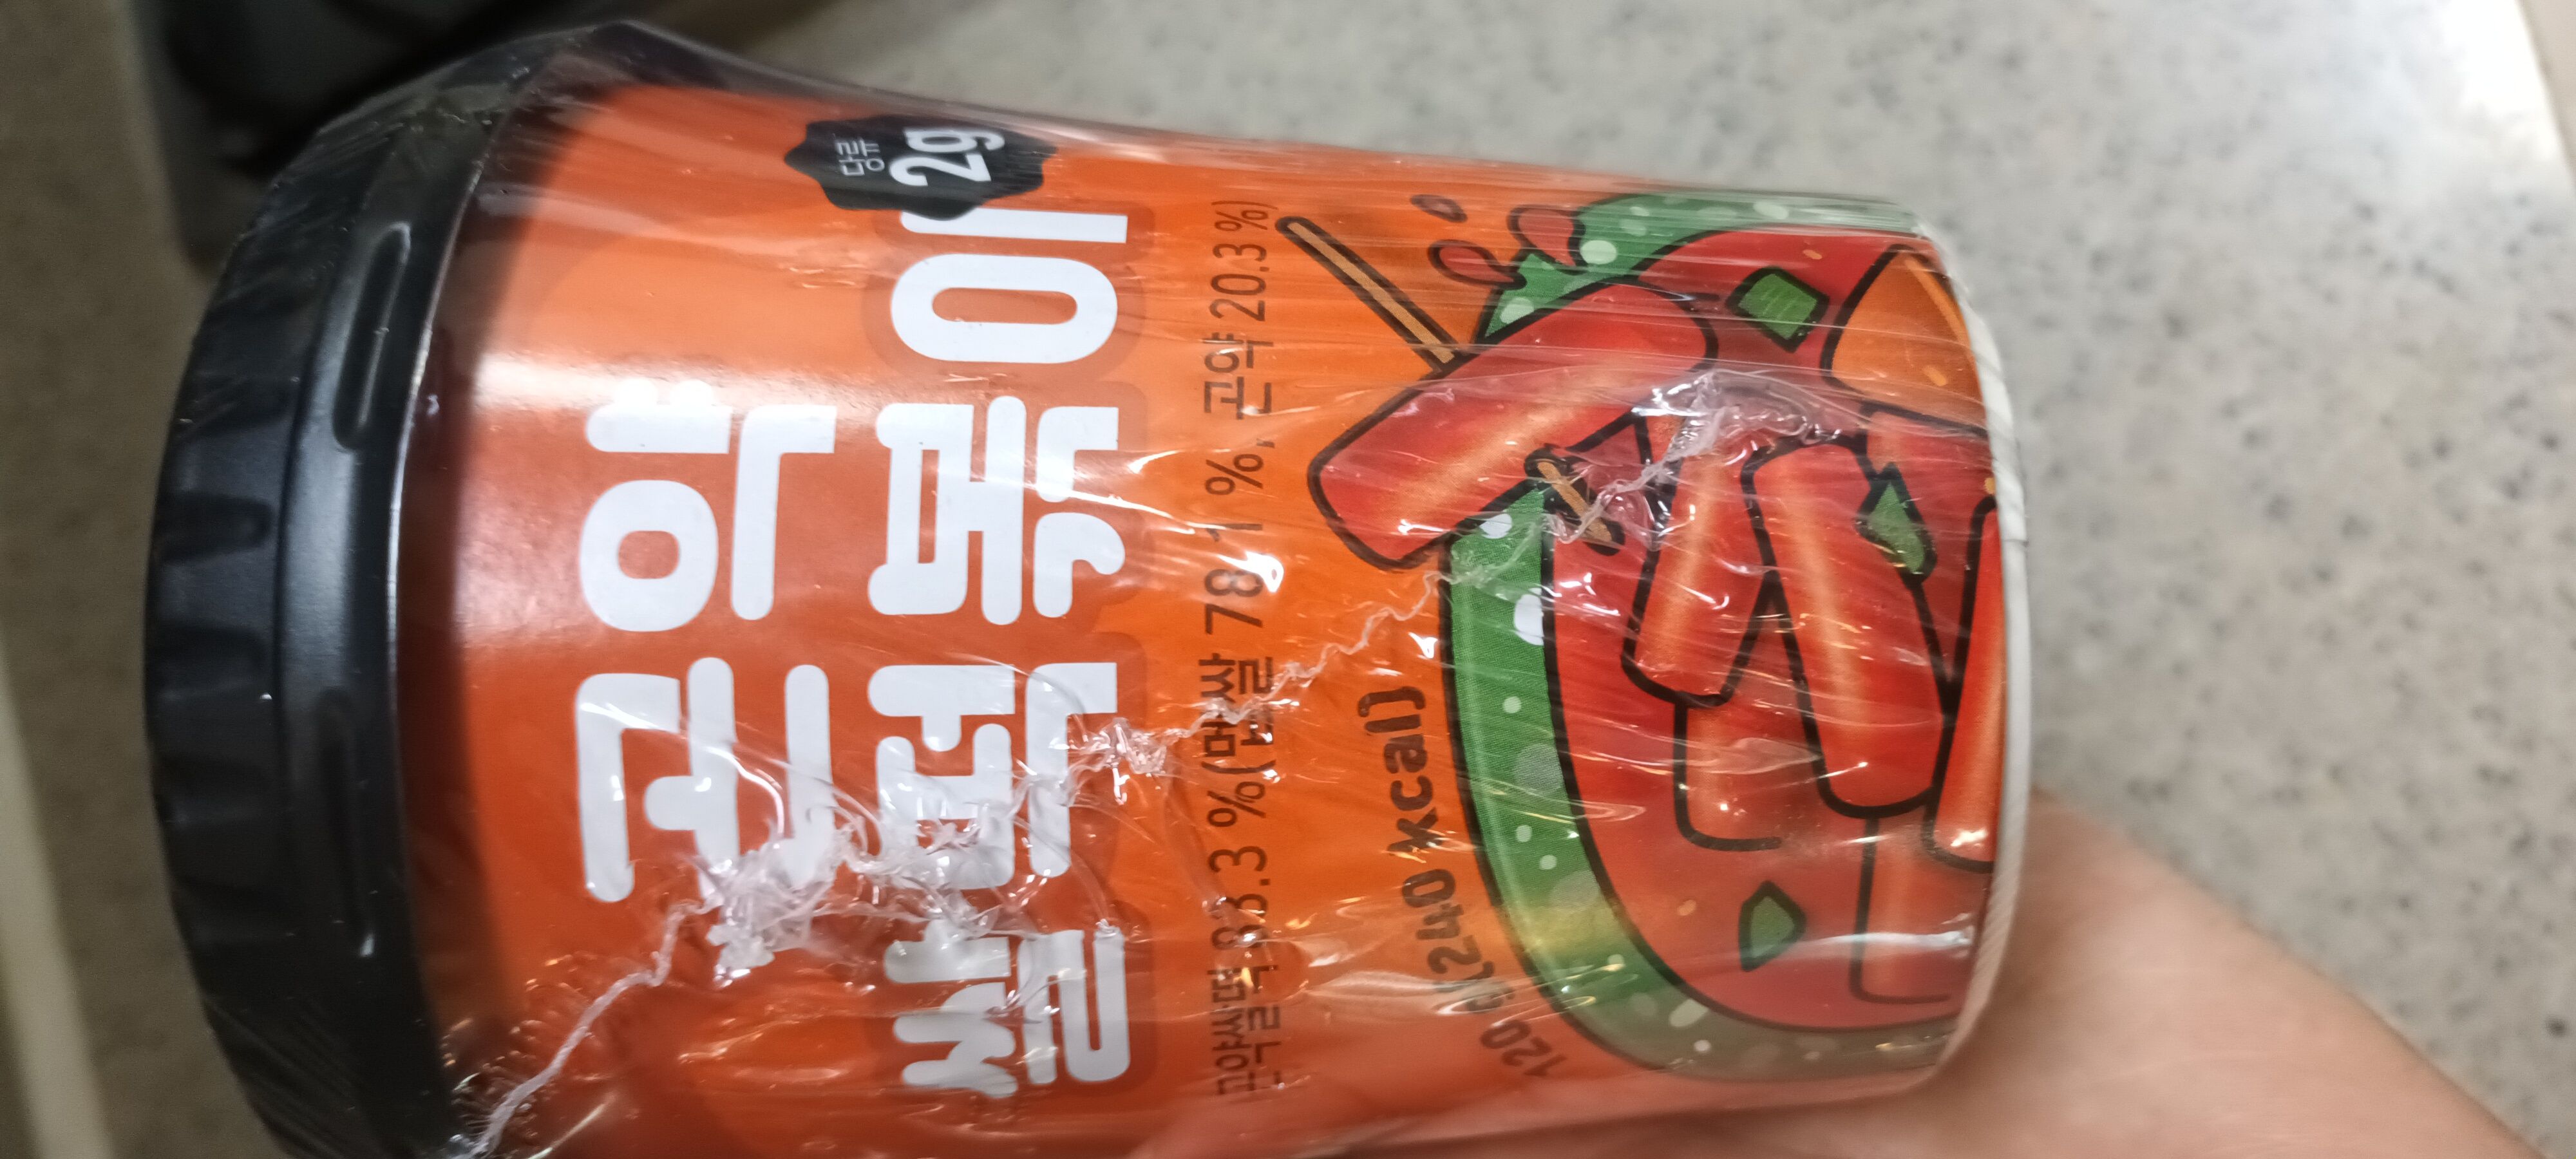 당류
2g
곤약
쌀떡볶이
곤약쌀떡 83.3 %(멥쌀 78.1 %, 곤약 20.3 %)
120 g(240 kcal)